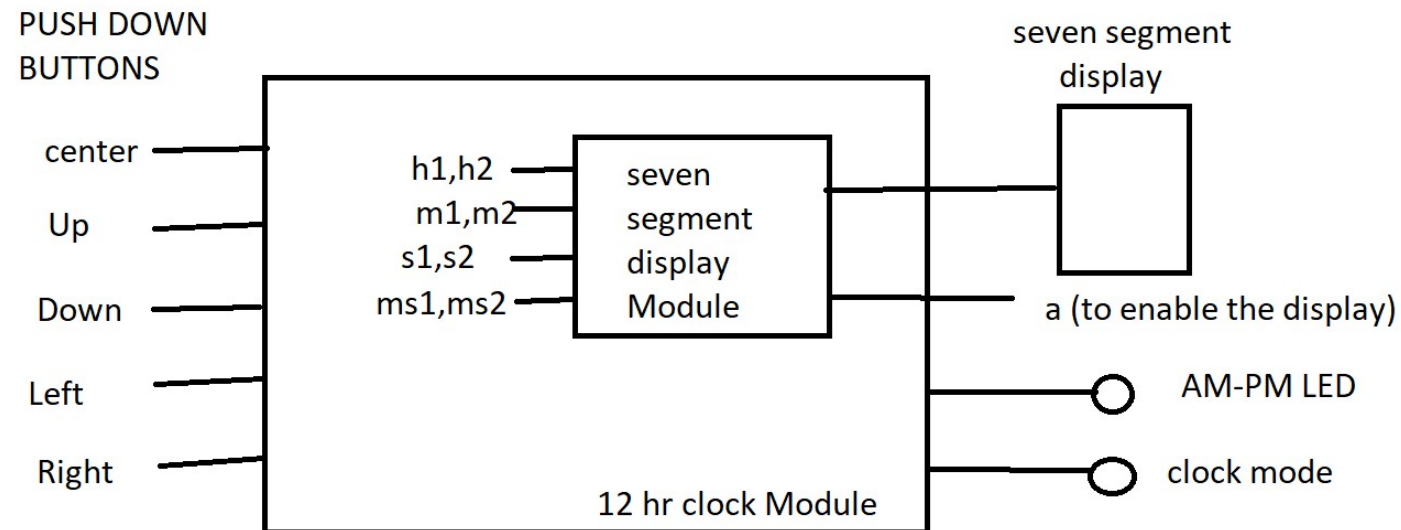 PUSH DOWN
BUTTONS
seven segment
display
center
Up
Down
Left
Right
h1,h2
m1,m2
s1,s2
ms1,ms2
seven
segment
display
Module
a (to enable the display)
AM-PM LED
clock mode
12 hr clock Module